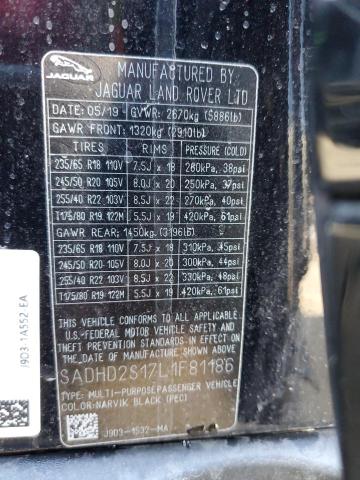 JAGUAR
MANUFACTURED BY
JAGUAR LAND ROVER LTD
DATE: 05/19 GVWR: 2670kg (5886lb)
GAWR FRONT: 1320kg (2910lb)
TIRES RIMS PRESSURE (COLD)
235/65 R18 110V 7.5J x 18 260kPa, 38psi
245/50 R20 105V 8.0J x 20 250kPa, 37psi
255/40 R22 103V 8.5J x 22 270kPa, 40psi
T175/80 R19 122M 5.5J x 19 420kPa, 61psi
GAWR REAR: 1450kg (3196lb)
235/65 R18 110V 7.5J x 18 310kPa, 45psi
245/50 R20 105V 8.0J x 20 300kPa, 44psi
255/40 R22 103V 8.5J x 22 330kPa, 48psi
T175/80 R19 122M 5.5J x 19 420kPa, 61psi
THIS VEHICLE CONFORMS TO ALL APPLICABLE
U.S.-FEDERAL MOTOR VEHICLE SAFETY, BUMPER AND
THEFT PREVENTION STANDARDS IN EFFECT ON THE
DATE OF MANUFACTURE SHOWN ABOVE
SADHD2S17L1F81186
TYPE: MULTI-PURPOSE PASSENGER VEHICLE
NARVIK BLACK (PEC)
J9D3-1532-MA
J9D3-1A552-EA